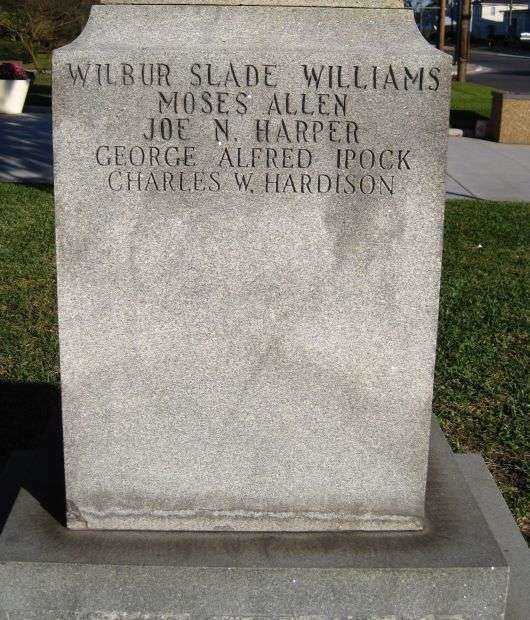 WILBUR SLADE WILLIAMS
MOSES ALLEN
JOE N. HARPER
GEORGE ALFRED IPOCK
CHARLES W. HARDISON